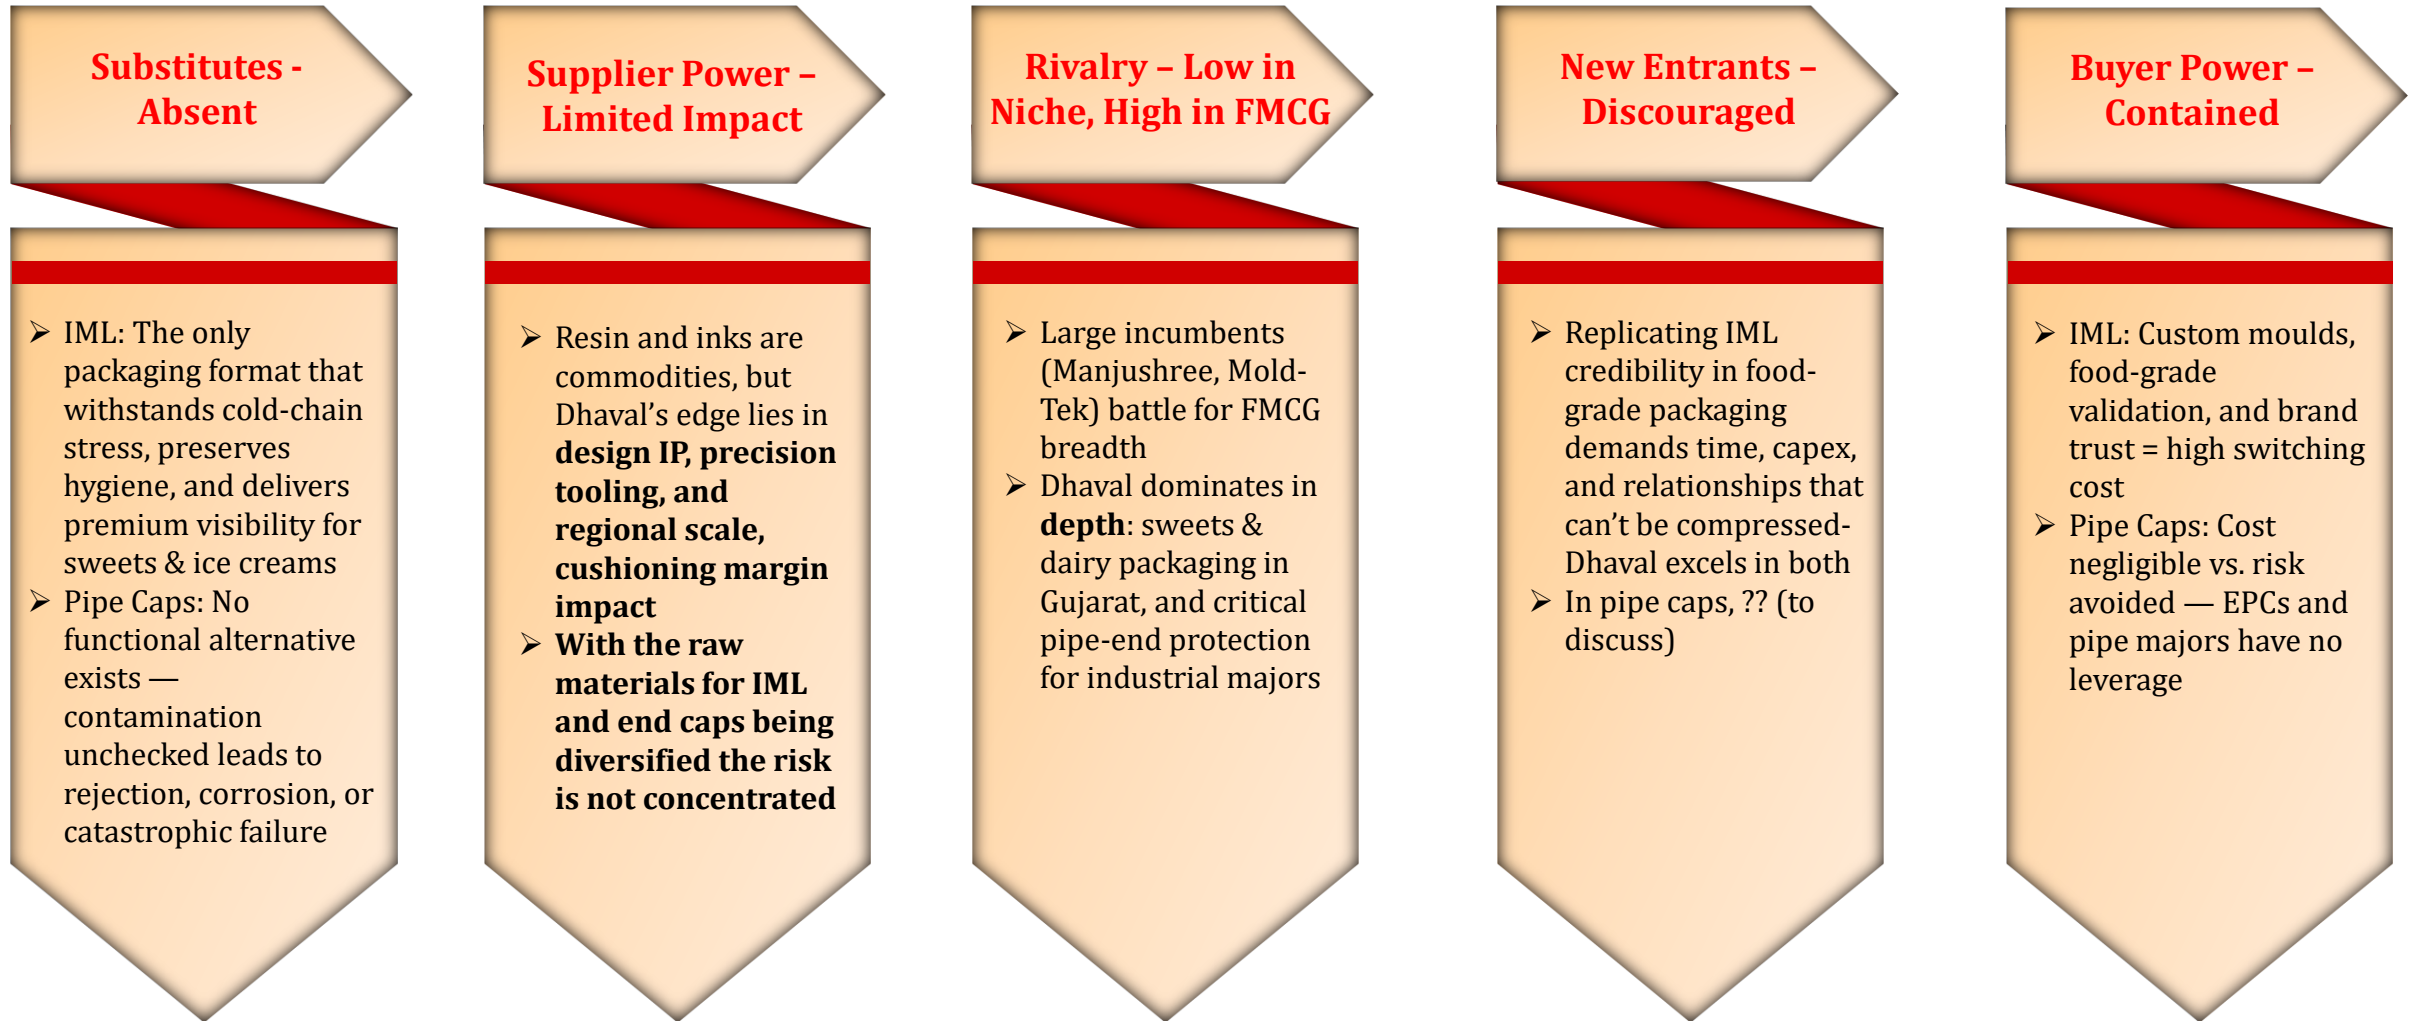 Substitutes -
Absent
➢ IML: The only
packaging format that
withstands cold-chain
stress, preserves
hygiene, and delivers
premium visibility for
sweets & ice creams
➢ Pipe Caps: No
functional alternative
exists —
contamination
unchecked leads to
rejection, corrosion, or
catastrophic failure
Supplier Power –
Limited Impact
➢ Resin and inks are
commodities, but
Dhaval’s edge lies in
design IP, precision
tooling, and
regional scale,
cushioning margin
impact
➢ With the raw
materials for IML
and end caps being
diversified the risk
is not concentrated
Rivalry – Low in
Niche, High in FMCG
➢ Large incumbents
(Manjushree, Mold-
Tek) battle for FMCG
breadth
➢ Dhaval dominates in
depth: sweets &
dairy packaging in
Gujarat, and critical
pipe-end protection
for industrial majors
New Entrants –
Discouraged
➢ Replicating IML
credibility in food-
grade packaging
demands time, capex,
and relationships that
can’t be compressed-
Dhaval excels in both
➢ In pipe caps, ?? (to
discuss)
Buyer Power –
Contained
➢ IML: Custom moulds,
food-grade
validation, and brand
trust = high switching
cost
➢ Pipe Caps: Cost
negligible vs. risk
avoided — EPCs and
pipe majors have no
leverage